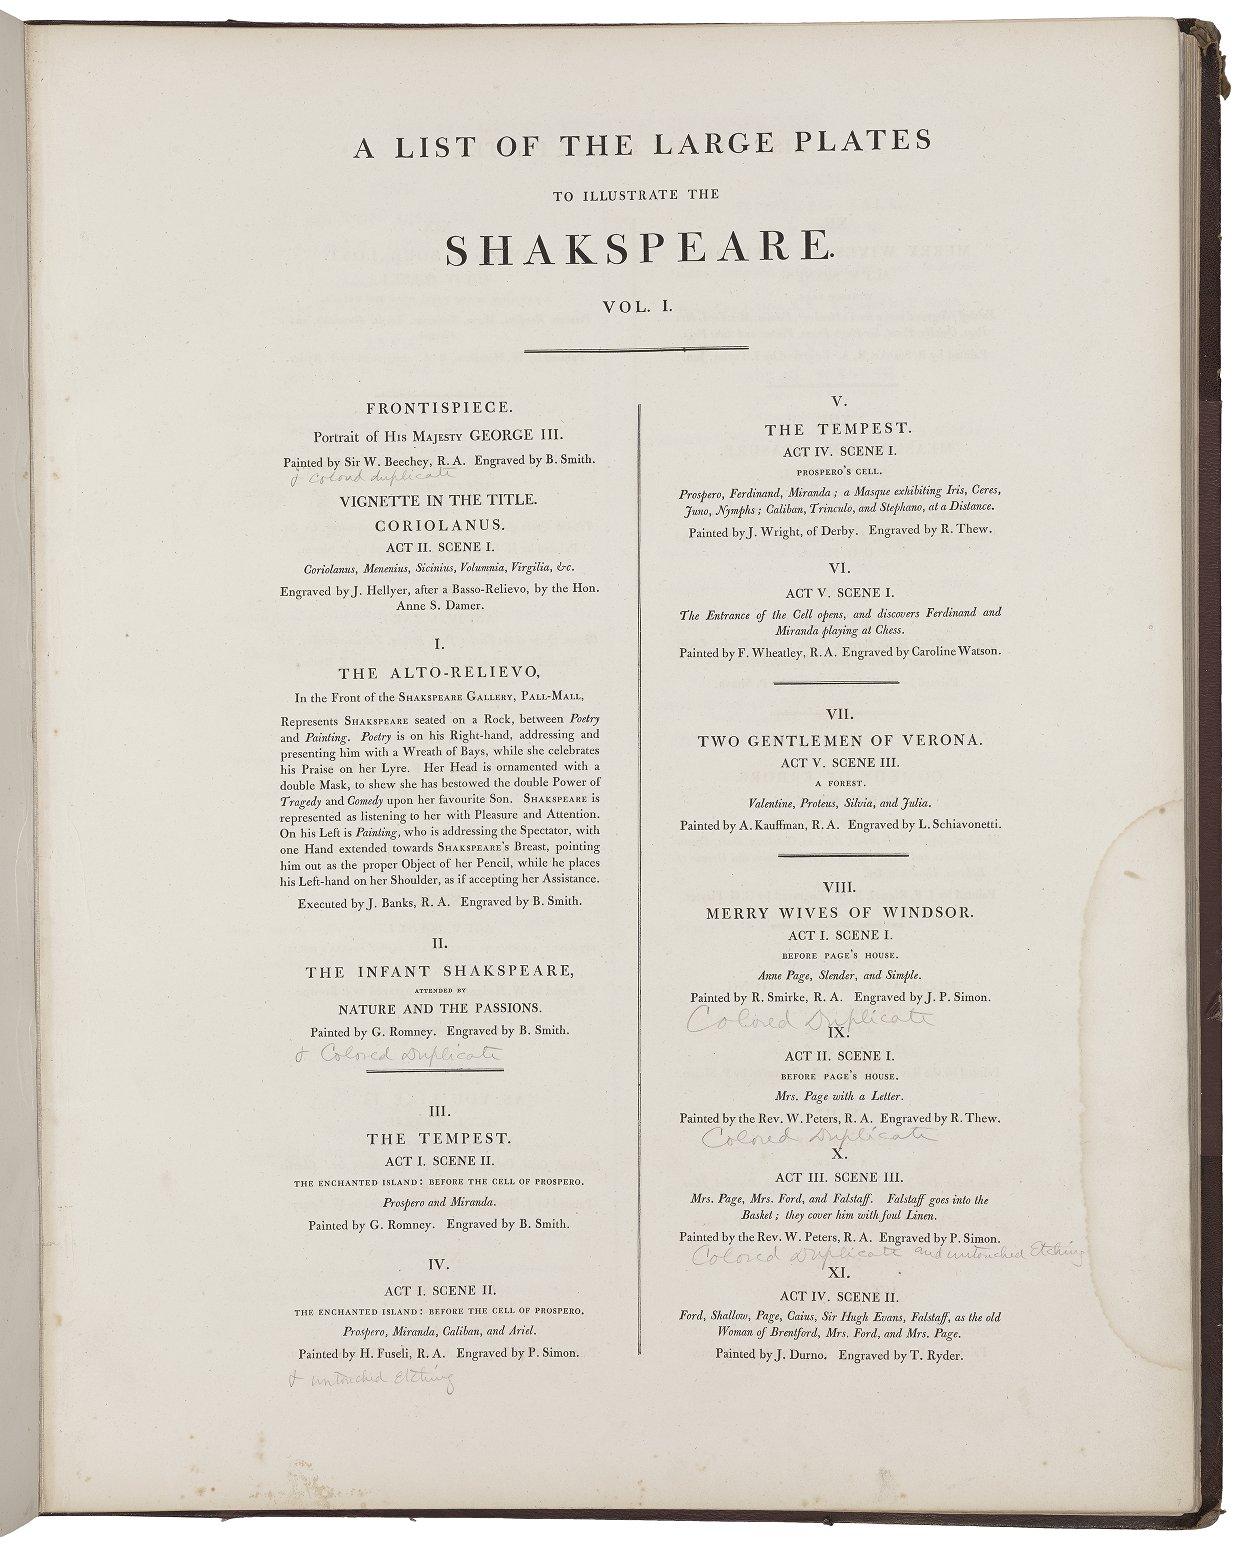 A LIST OF THE LARGE PLATES
TO ILLUSTRATE THE
SHAKSPEARE.
VOL. I.
FRONTISPIECE.
Portrait of His Majesty GEORGE III.
Painted by Sir W. Beechey, R. A. Engraved by B. Smith.
& Colored duplicate
VIGNETTE IN THE TITLE.
CORIOLANUS.
ACT II. SCENE I.
Coriolanus, Menenius, Sicinius, Volumnia, Virgilia, &c.
Engraved by J. Hellyer, after a Basso-Relievo, by the Hon.
Anne S. Damer.
I.
THE ALTO-RELIEVO,
In the Front of the Shakspeare Gallery, Pall-Mall,
Represents Shakspeare seated on a Rock, between Poetry
and Painting. Poetry is on his Right-hand, addressing and
presenting him with a Wreath of Bays, while she celebrates
his Praise on her Lyre. Her Head is ornamented with a
double Mask, to shew she has bestowed the double Power of
Tragedy and Comedy upon her favourite Son. Shakspeare is
represented as listening to her with Pleasure and Attention.
On his Left is Painting, who is addressing the Spectator, with
one Hand extended towards Shakspeare's Breast, pointing
him out as the proper Object of her Pencil, while he places
his Left-hand on her Shoulder, as if accepting her Assistance.
Executed by J. Banks, R. A. Engraved by B. Smith.
II.
THE INFANT SHAKSPEARE,
ATTENDED BY
NATURE AND THE PASSIONS.
Painted by G. Romney. Engraved by B. Smith.
& Colored Duplicate
III.
THE TEMPEST.
ACT I. SCENE II.
THE ENCHANTED ISLAND: BEFORE THE CELL OF PROSPERO.
Prospero and Miranda.
Painted by G. Romney. Engraved by B. Smith.
IV.
ACT I. SCENE II.
THE ENCHANTED ISLAND: BEFORE THE CELL OF PROSPERO.
Prospero, Miranda, Caliban, and Ariel.
Painted by H. Fuseli, R. A. Engraved by P. Simon.
& untouched Etching
V.
THE TEMPEST.
ACT IV. SCENE I.
PROSPERO'S CELL.
Prospero, Ferdinand, Miranda; a Masque exhibiting Iris, Ceres,
Juno, Nymphs; Caliban, Trinculo, and Stephano, at a Distance.
Painted by J. Wright, of Derby. Engraved by R. Thew.
VI.
ACT V. SCENE I.
The Entrance of the Cell opens, and discovers Ferdinand and
Miranda playing at Chess.
Painted by F. Wheatley, R. A. Engraved by Caroline Watson.
VII.
TWO GENTLEMEN OF VERONA.
ACT V. SCENE III.
A FOREST.
Valentine, Proteus, Silvia, and Julia.
Painted by A. Kauffman, R. A. Engraved by L. Schiavonetti.
VIII.
MERRY WIVES OF WINDSOR.
ACT I. SCENE I.
BEFORE PAGE'S HOUSE.
Anne Page, Slender, and Simple.
Painted by R. Smirke, R. A. Engraved by J. P. Simon.
Colored Duplicate
IX.
ACT II. SCENE I.
BEFORE PAGE'S HOUSE.
Mrs. Page with a Letter.
Painted by the Rev. W. Peters, R. A. Engraved by R. Thew.
Colored Duplicate
X.
ACT III. SCENE III.
Mrs. Page, Mrs. Ford, and Falstaff. Falstaff goes into the
Basket; they cover him with foul Linen.
Painted by the Rev. W. Peters, R. A. Engraved by P. Simon.
Colored Duplicate and untouched Etching
XI.
ACT IV. SCENE II.
Ford, Shallow, Page, Caius, Sir Hugh Evans, Falstaff, as the old
Woman of Brentford, Mrs. Ford, and Mrs. Page.
Painted by J. Durno. Engraved by T. Ryder.